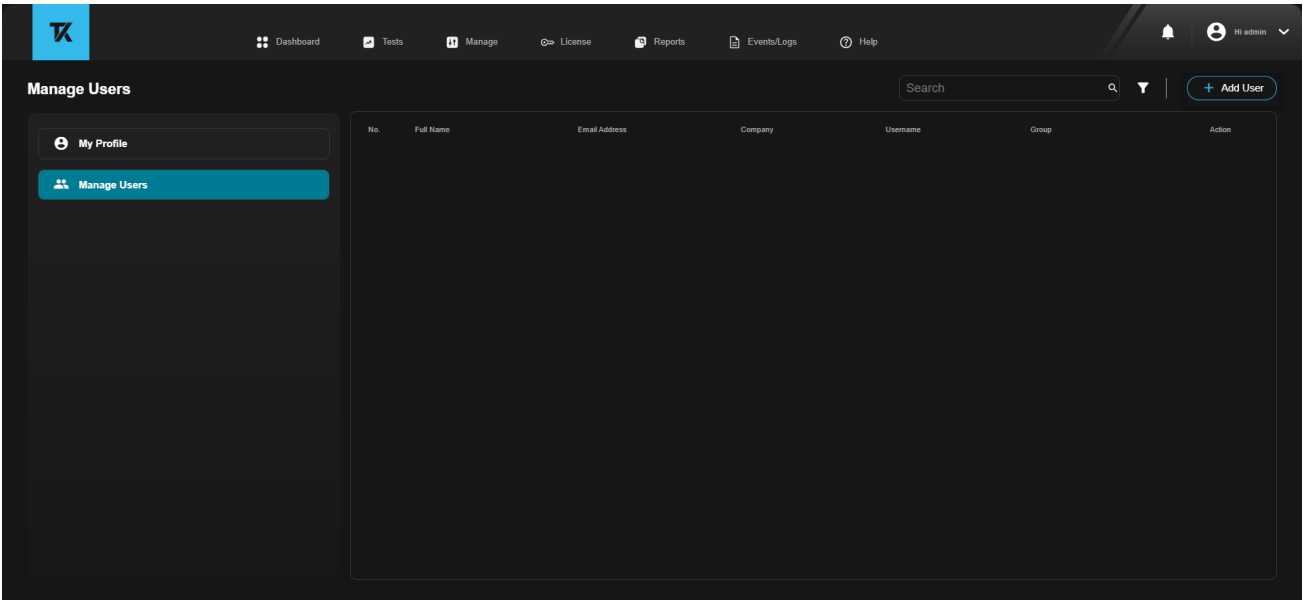 TK
Dashboard Tests Manage License Reports Events/Logs Help Hi admin
Manage Users Search Add User
My Profile
Manage Users
No. Full Name Email Address Company Username Group Action